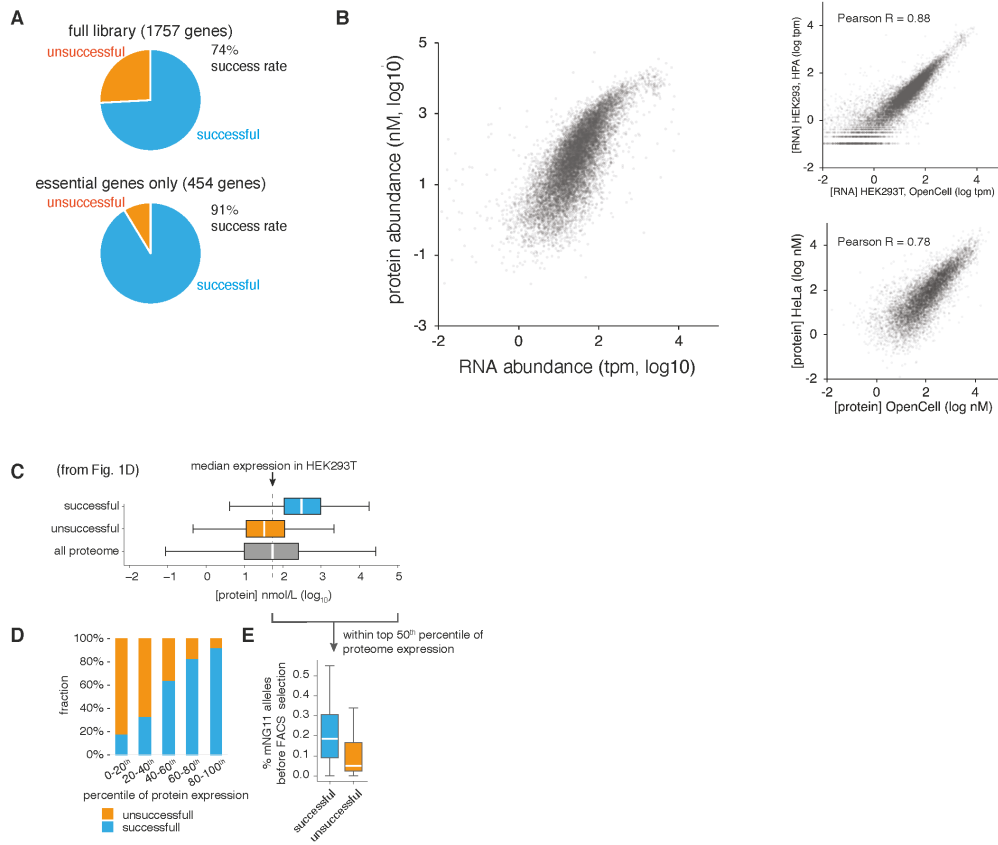 A
full library (1757 genes)
unsuccessful
74%
success rate
successful
essential genes only (454 genes)
unsuccessful
91%
success rate
successful
B
5
3
1
-1
-3
-2
0
2
4
protein abundance (nM, log10)
RNA abundance (tpm, log10)
Pearson R = 0.88
4
2
0
-2
0
2
4
[RNA] HEK293, HPA (log tpm)
[RNA] HEK293T, OpenCell (log tpm)
Pearson R = 0.78
4
2
0
-2
-2
0
2
4
[protein] HeLa (log nM)
[protein] OpenCell (log nM)
C
(from Fig. 1D)
median expression in HEK293T
successful
unsuccessful
all proteome
−2
−1
0
1
2
3
4
5
[protein] nmol/L (log10)
D
100%
80%
60%
40%
20%
0%
fraction
0-20th
20-40th
40-60th
60-80th
80-100th
percentile of protein expression
unsuccessfull
successfull
E
within top 50th percentile of
proteome expression
0.5
0.4
0.3
0.2
0.1
0.0
% mNG11 alleles
before FACS selection
successful
unsuccessful